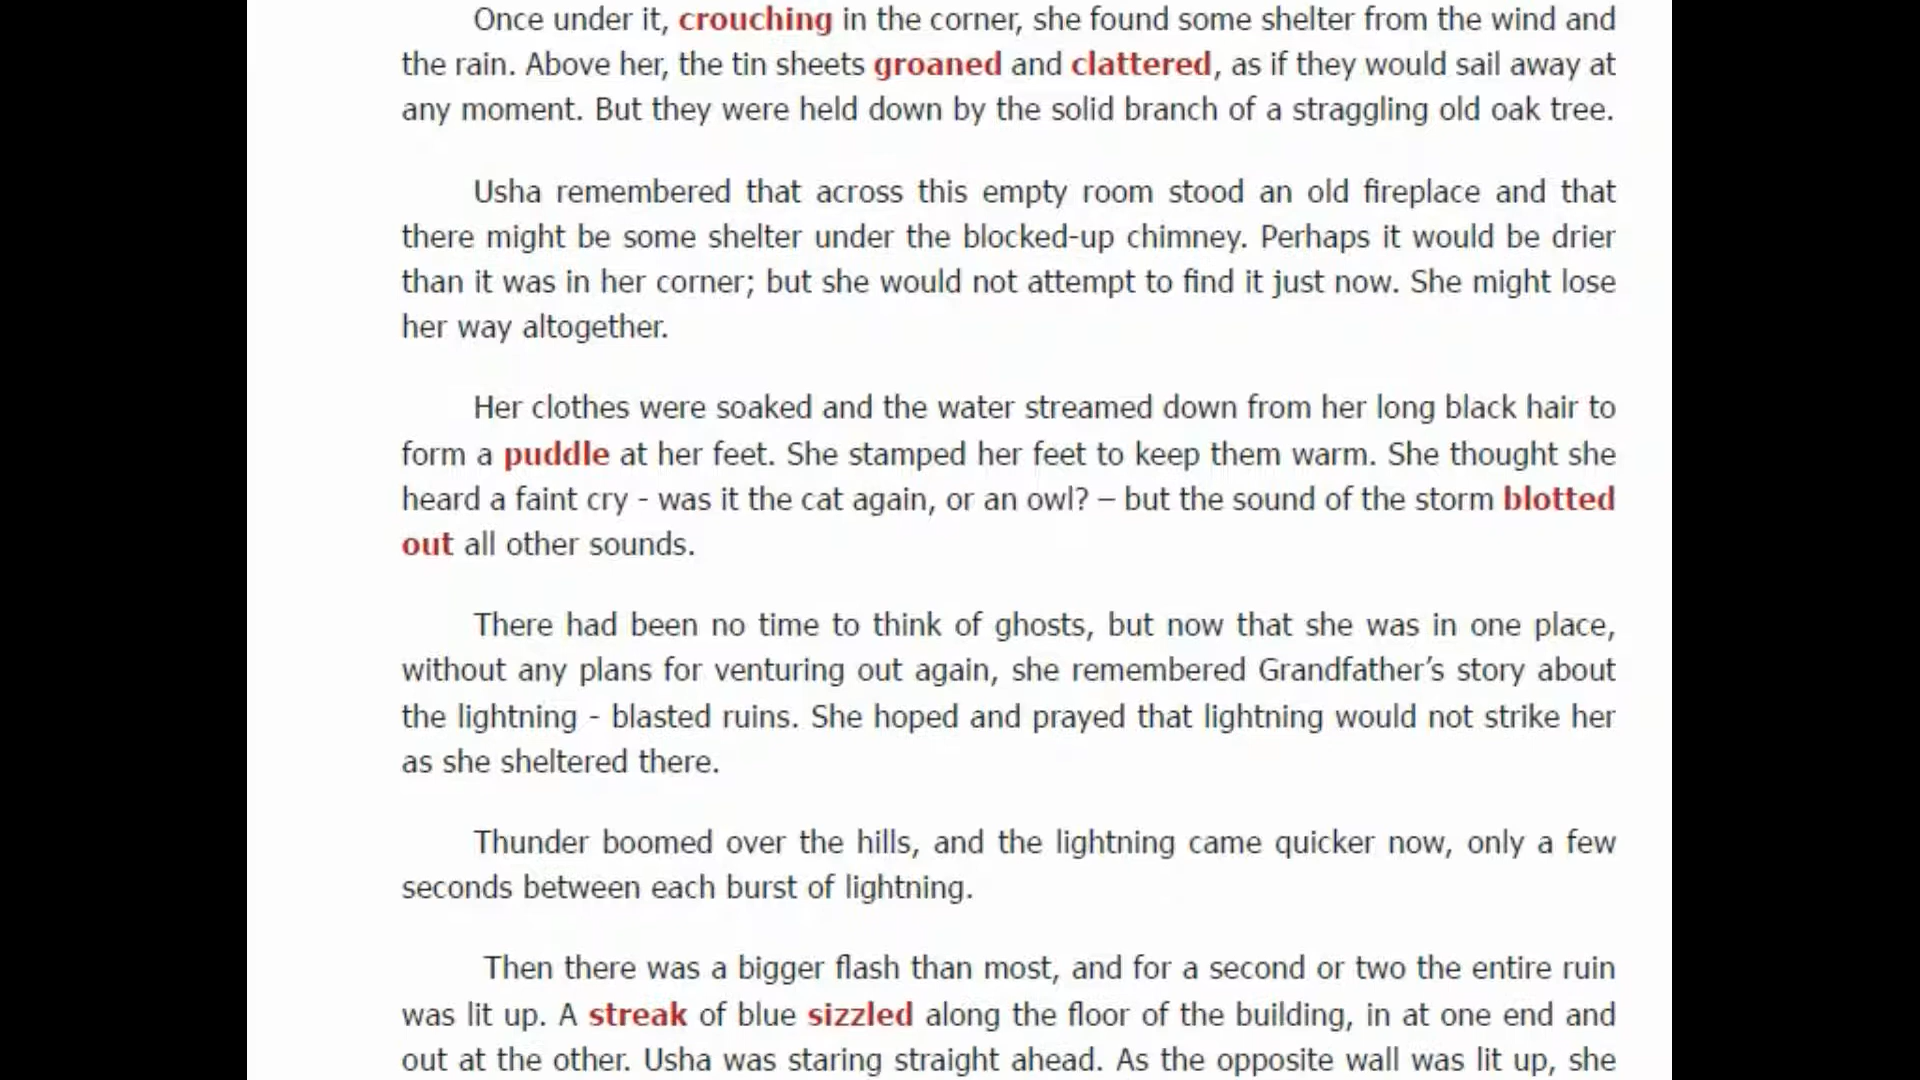 Once under it, crouching in the corner, she found some shelter from the wind and
the rain. Above her, the tin sheets groaned and clattered, as if they would sail away at
any moment. But they were held down by the solid branch of a straggling old oak tree.
Usha remembered that across this empty room stood an old fireplace and that
there might be some shelter under the blocked-up chimney. Perhaps it would be drier
than it was in her corner; but she would not attempt to find it just now. She might lose
her way altogether.
Her clothes were soaked and the water streamed down from her long black hair to
form a puddle at her feet. She stamped her feet to keep them warm. She thought she
heard a faint cry - was it the cat again, or an owl? – but the sound of the storm blotted
out all other sounds.
There had been no time to think of ghosts, but now that she was in one place,
without any plans for venturing out again, she remembered Grandfather’s story about
the lightning - blasted ruins. She hoped and prayed that lightning would not strike her
as she sheltered there.
Thunder boomed over the hills, and the lightning came quicker now, only a few
seconds between each burst of lightning.
Then there was a bigger flash than most, and for a second or two the entire ruin
was lit up. A streak of blue sizzled along the floor of the building, in at one end and
out at the other. Usha was staring straight ahead. As the opposite wall was lit up, she